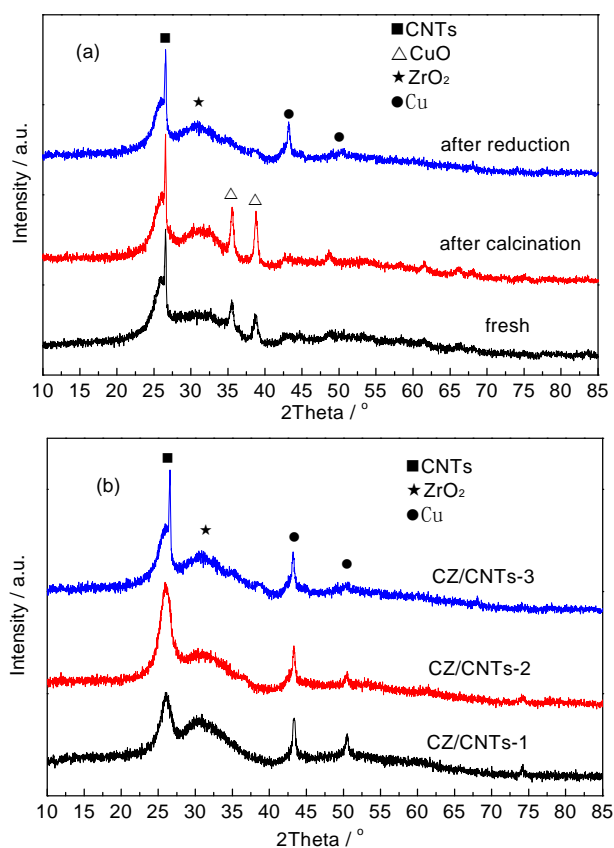 (a)
■CNTs
△CuO
★ZrO₂
●Cu
after reduction
after calcination
fresh
Intensity / a.u.
10 15 20 25 30 35 40 45 50 55 60 65 70 75 80 85
2Theta / °
(b)
■CNTs
★ZrO₂
●Cu
CZ/CNTs-3
CZ/CNTs-2
CZ/CNTs-1
Intensity / a.u.
10 15 20 25 30 35 40 45 50 55 60 65 70 75 80 85
2Theta / °